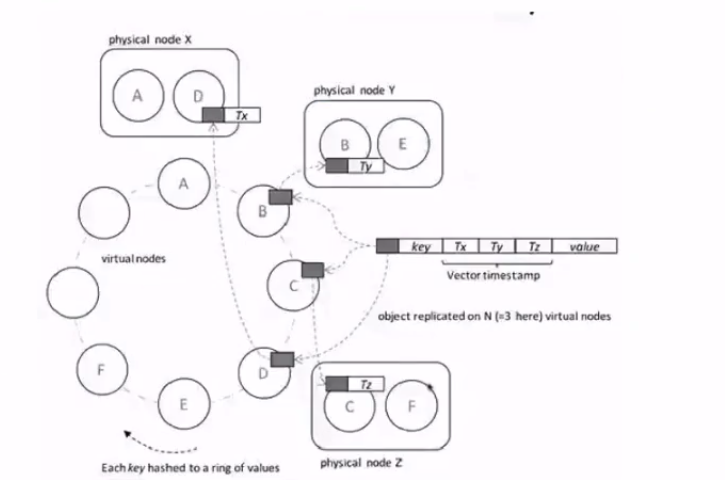 physical node X
A
D
Tx
physical node Y
B
E
Ty
A
B
virtual nodes
key Tx Ty Tz value
Vector timestamp
C
object replicated on N (=3 here) virtual nodes
F
D
E
Tz
C
F
physical node Z
Each key hashed to a ring of values